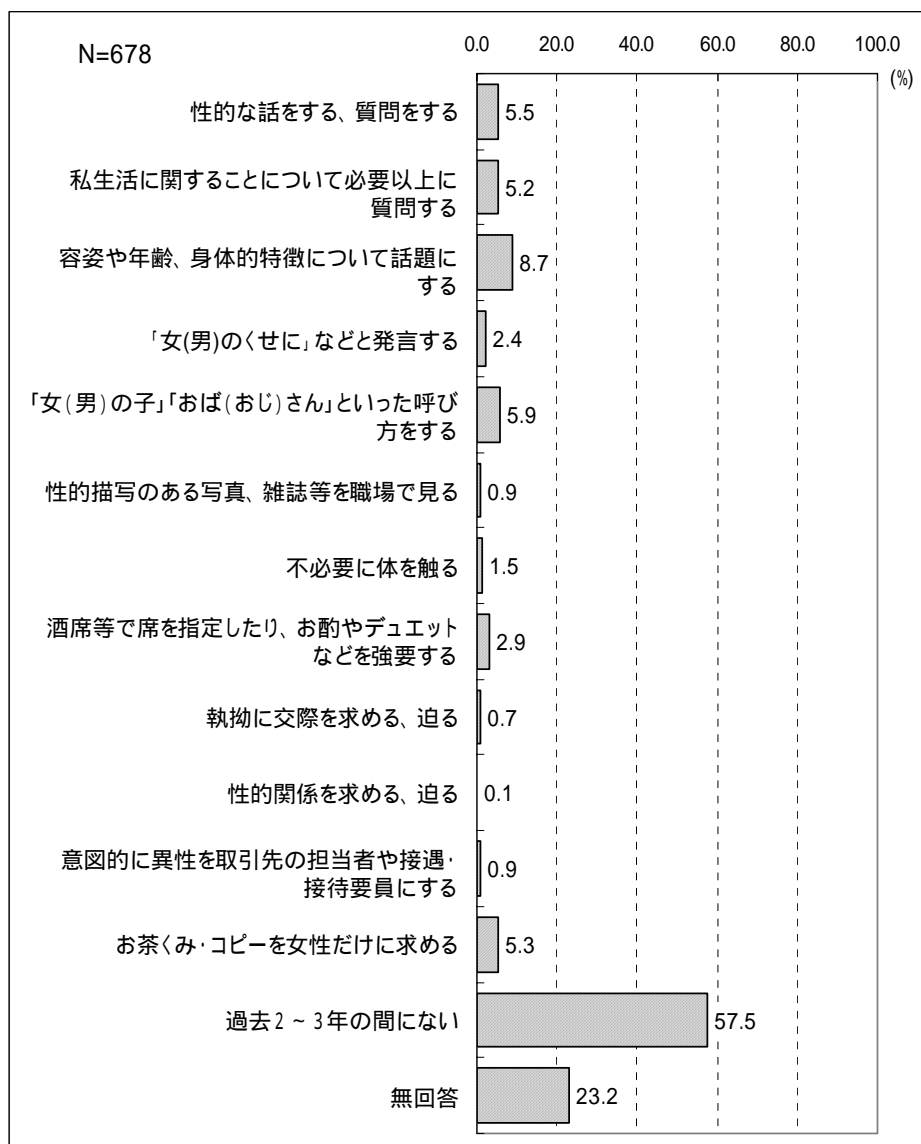 N=678
0.0 20.0 40.0 60.0 80.0 100.0
(%)
性的な話をする、質問をする 5.5
私生活に関することについて必要以上に
質問する 5.2
容姿や年齢、身体的特徴について話題に
する 8.7
「女(男)のくせに」などと発言する 2.4
「女(男)の子」「おば(おじ)さん」といった呼び
方をする 5.9
性的描写のある写真、雑誌等を職場で見る 0.9
不必要に体を触る 1.5
酒席等で席を指定したり、お酌やデュエット
などを強要する 2.9
執拗に交際を求める、迫る 0.7
性的関係を求める、迫る 0.1
意図的に異性を取引先の担当者や接遇・
接待要員にする 0.9
お茶くみ・コピーを女性だけに求める 5.3
過去2~3年の間にない 57.5
無回答 23.2